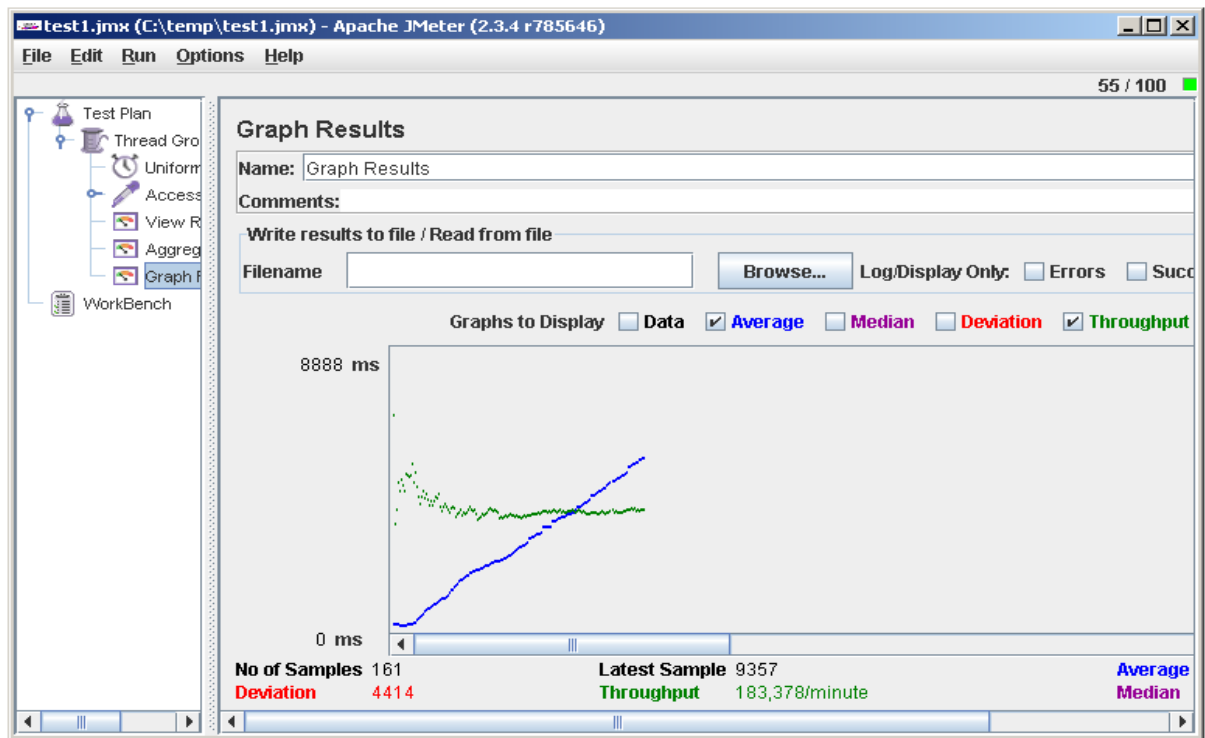 test1.jmx (C:\temp\test1.jmx) - Apache JMeter (2.3.4 r785646)
File Edit Run Options Help
55 / 100
Test Plan
Thread Gro
Uniform
Access
View R
Aggreg
Graph F
WorkBench
Graph Results
Name: Graph Results
Comments:
Write results to file / Read from file
Filename Browse... Log/Display Only: Errors Succ
Graphs to Display Data Average Median Deviation Throughput
8888 ms
0 ms
No of Samples 161 Latest Sample 9357 Average
Deviation 4414 Throughput 183,378/minute Median